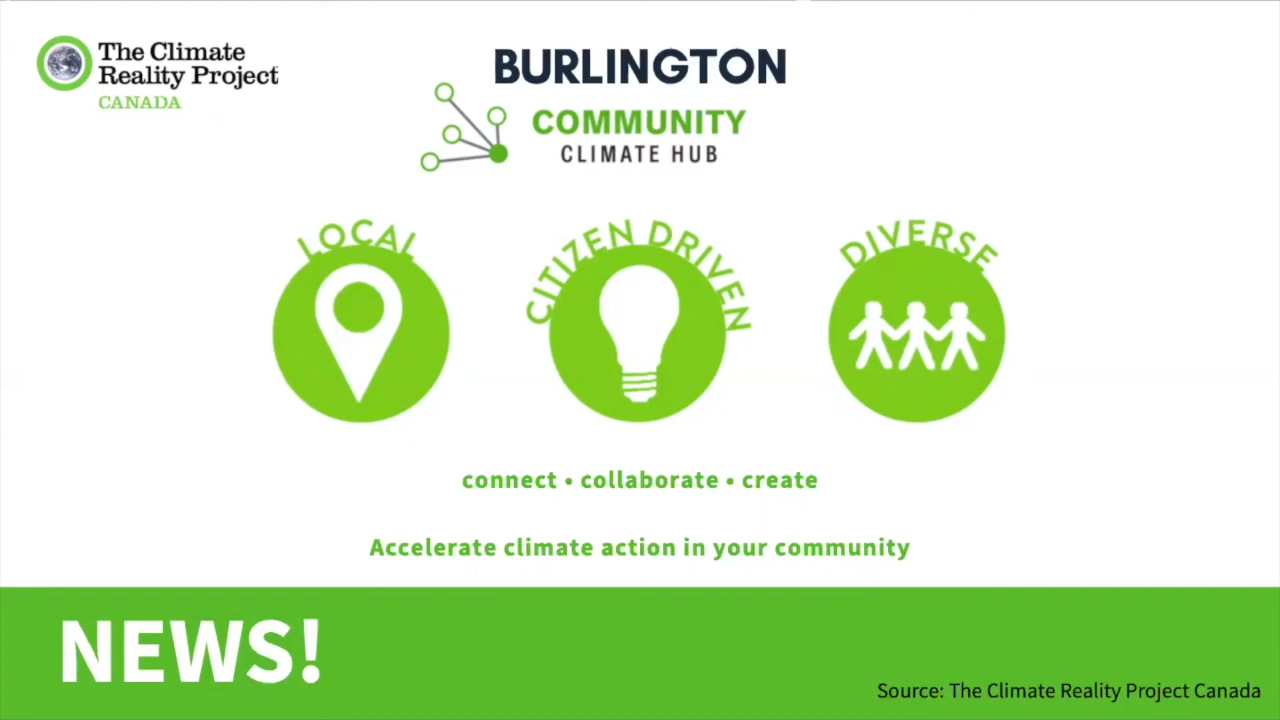 The Climate
Reality Project
CANADA
BURLINGTON
COMMUNITY
CLIMATE HUB
LOCAL
CITIZEN DRIVEN
DIVERSE
connect • collaborate • create
Accelerate climate action in your community
NEWS!
Source: The Climate Reality Project Canada